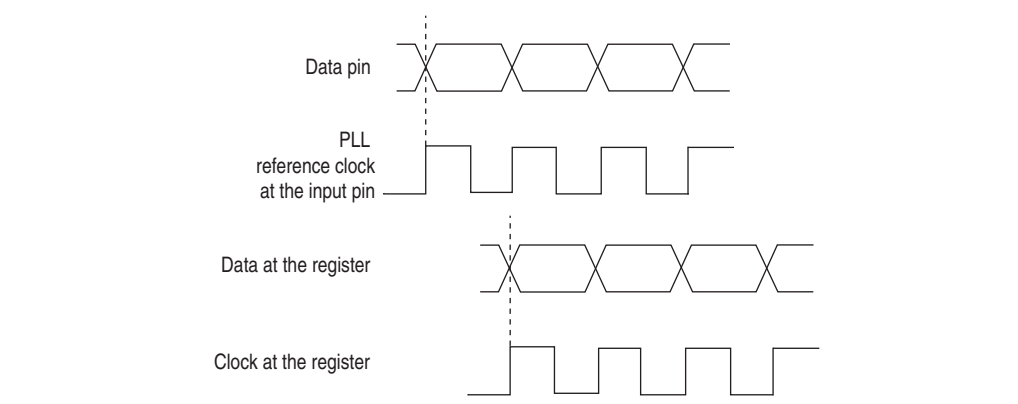 Data pin
PLL
reference clock
at the input pin
Data at the register
Clock at the register